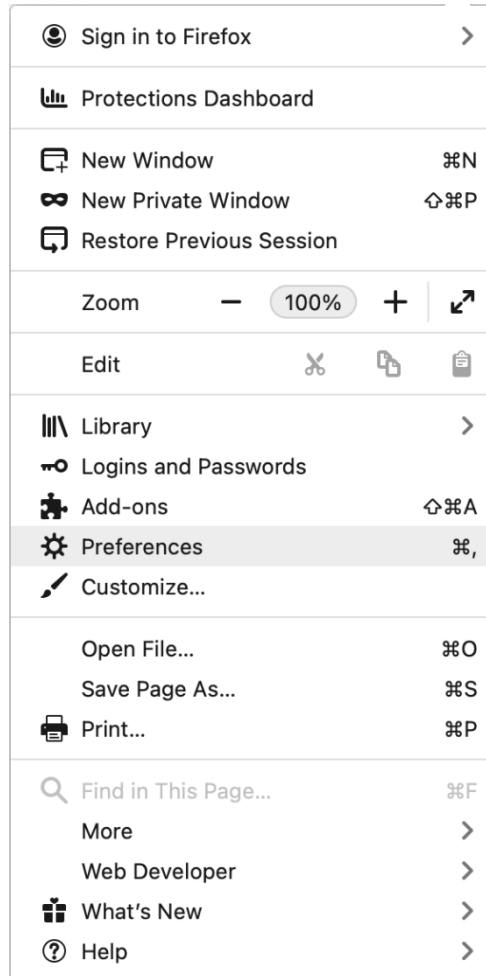 Sign in to Firefox
Protections Dashboard
New Window ⌘N
New Private Window ⇧⌘P
Restore Previous Session
Zoom − 100% +
Edit
Library
Logins and Passwords
Add-ons ⇧⌘A
Preferences ⌘,
Customize...
Open File... ⌘O
Save Page As... ⌘S
Print... ⌘P
Find in This Page... ⌘F
More
Web Developer
What's New
Help